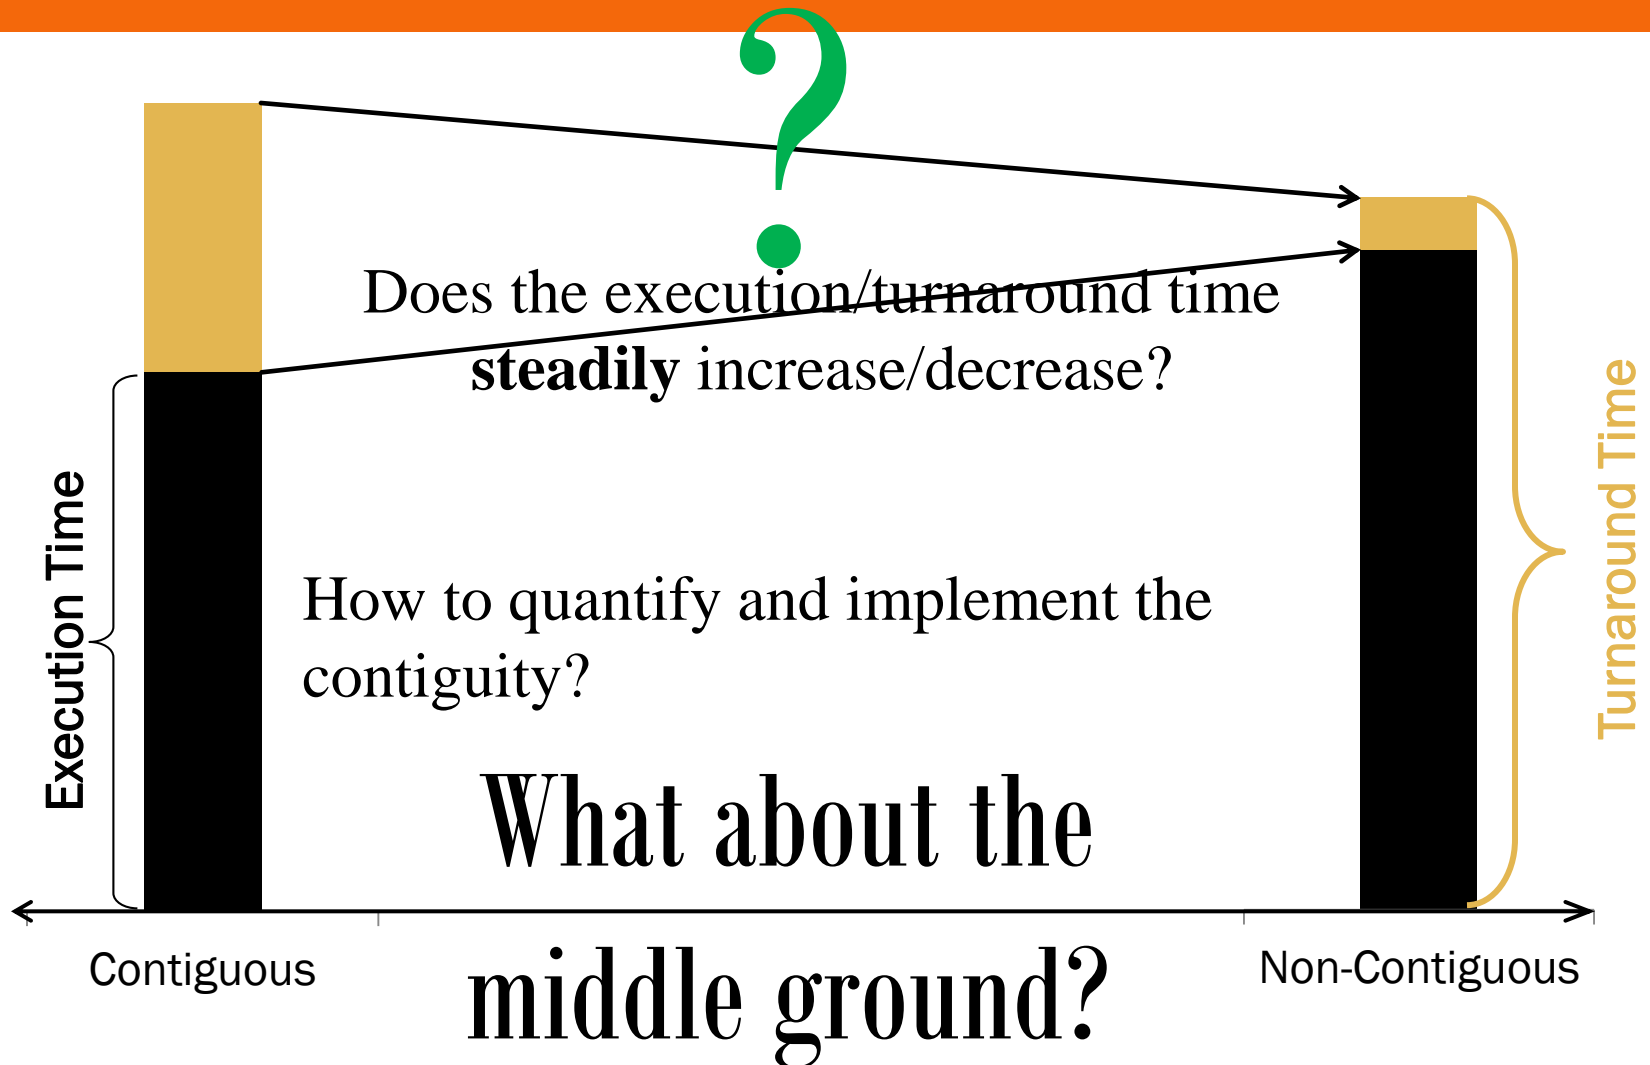 ?
Does the execution/turnaround time
steadily increase/decrease?
Execution Time
Turnaround Time
How to quantify and implement the
contiguity?
What about the
middle ground?
Contiguous
Non-Contiguous